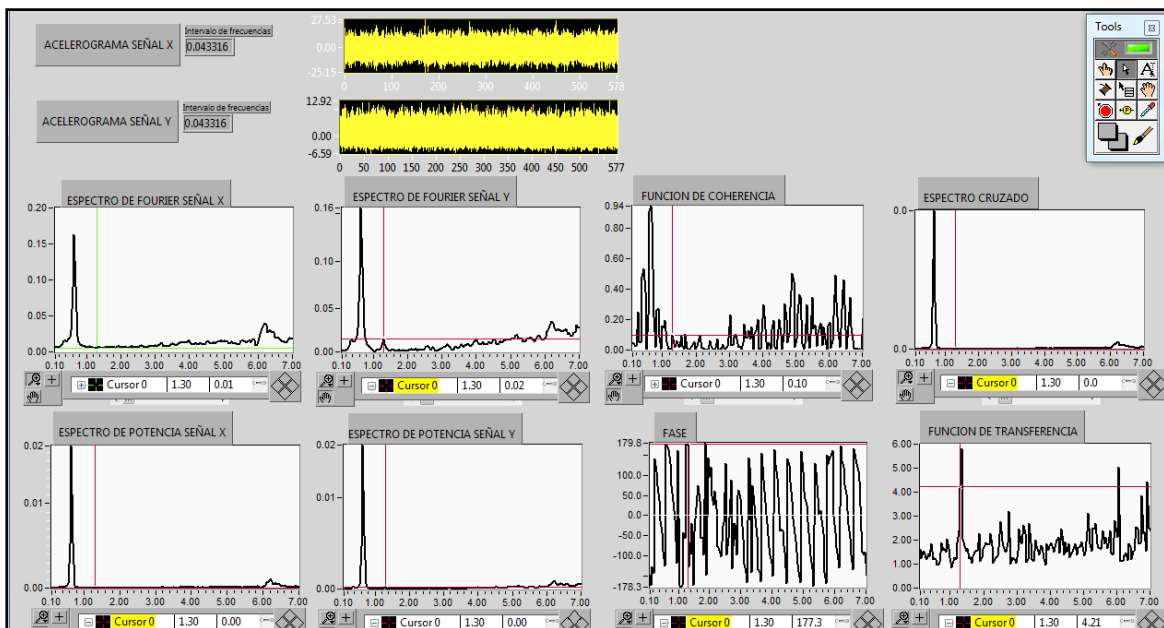 ACELEROGRAMA SEÑAL X
Intervalo de frecuencias
0.043316
27.53
0.00
-25.15
0 100 200 300 400 500 578
Tools
ACELEROGRAMA SEÑAL Y
Intervalo de frecuencias
0.043316
12.92
0.00
-6.59
0 50 100 150 200 250 300 350 400 450 500 577
ESPECTRO DE FOURIER SEÑAL X
0.20
0.15
0.10
0.05
0.00
0.10 1.00 2.00 3.00 4.00 5.00 6.00 7.00
Cursor 0 1.30 0.01
ESPECTRO DE FOURIER SEÑAL Y
0.16
0.10
0.05
0.00
0.10 1.00 2.00 3.00 4.00 5.00 6.00 7.00
Cursor 0 1.30 0.02
FUNCION DE COHERENCIA
0.94
0.80
0.60
0.40
0.20
0.00
0.10 1.00 2.00 3.00 4.00 5.00 6.00 7.00
Cursor 0 1.30 0.10
ESPECTRO CRUZADO
0.0
0.0
0.10 1.00 2.00 3.00 4.00 5.00 6.00 7.00
Cursor 0 1.30 0.0
ESPECTRO DE POTENCIA SEÑAL X
0.02
0.01
0.00
0.10 1.00 2.00 3.00 4.00 5.00 6.00 7.00
Cursor 0 1.30 0.00
ESPECTRO DE POTENCIA SEÑAL Y
0.02
0.01
0.00
0.10 1.00 2.00 3.00 4.00 5.00 6.00 7.00
Cursor 0 1.30 0.00
FASE
179.8
100.0
50.0
0.0
-50.0
-100.0
-178.3
0.10 1.00 2.00 3.00 4.00 5.00 6.00 7.00
Cursor 0 1.30 177.3
FUNCION DE TRANSFERENCIA
6.00
5.00
4.00
3.00
2.00
1.00
0.00
0.10 1.00 2.00 3.00 4.00 5.00 6.00 7.00
Cursor 0 1.30 4.21